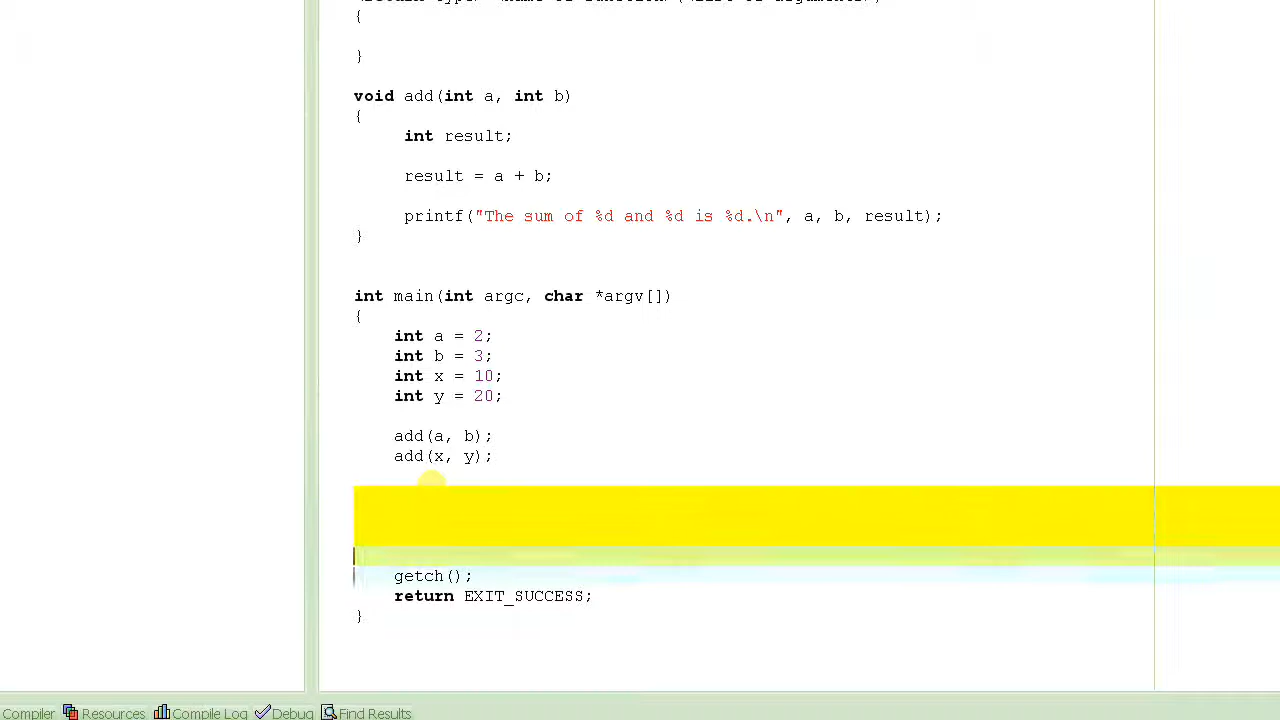 {
}
void add(int a, int b)
{
int result;
result = a + b;
printf("The sum of %d and %d is %d.\n", a, b, result);
}
int main(int argc, char *argv[])
{
int a = 2;
int b = 3;
int x = 10;
int y = 20;
add(a, b);
add(x, y);
getch();
return EXIT_SUCCESS;
}
Compiler Resources Compile Log Debug Find Results